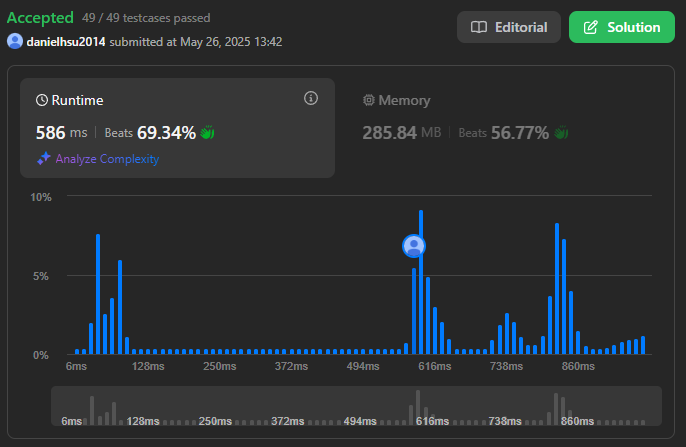 Accepted 49 / 49 testcases passed
Editorial
Solution
danielhsu2014 submitted at May 26, 2025 13:42
Runtime
586 ms | Beats 69.34%
Analyze Complexity
Memory
285.84 MB | Beats 56.77%
10%
5%
0%
6ms 128ms 250ms 372ms 494ms 616ms 738ms 860ms
6ms 128ms 250ms 372ms 494ms 616ms 738ms 860ms